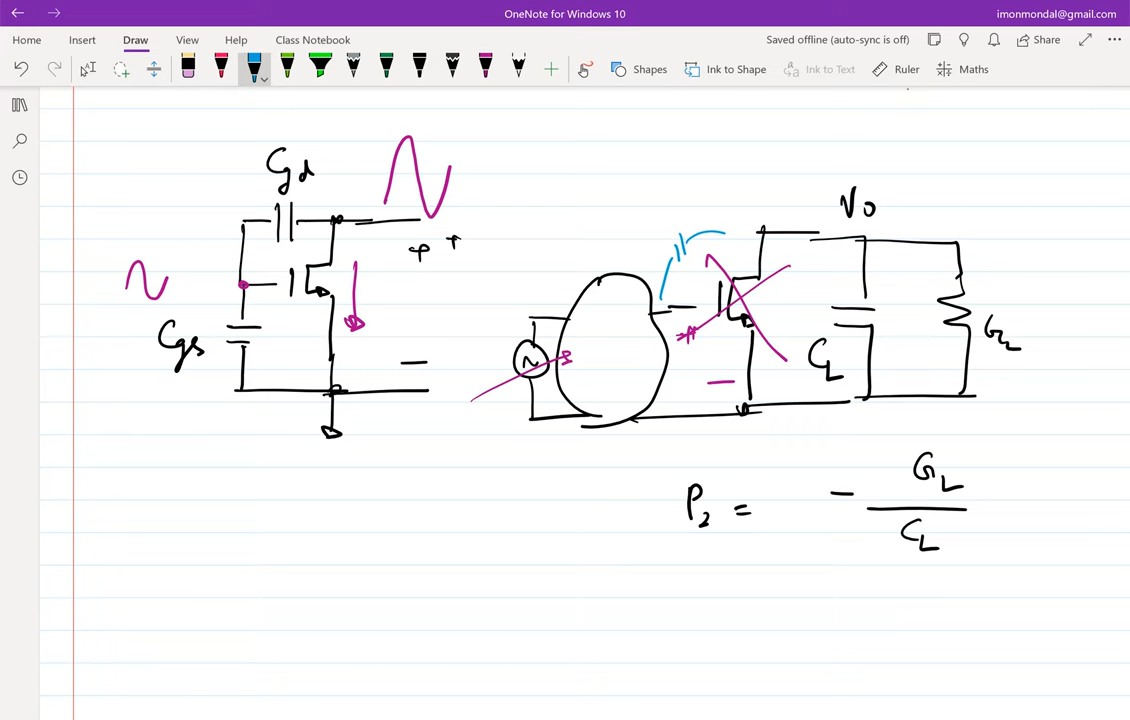 OneNote for Windows 10
imonmondal@gmail.com
Home Insert Draw View Help Class Notebook
Saved offline (auto-sync is off) Share
Shapes Ink to Shape Ink to Text Ruler Maths
Cgd
Vo
+ +
Cgs
−
CL
GL
−
P2 = − GL
CL